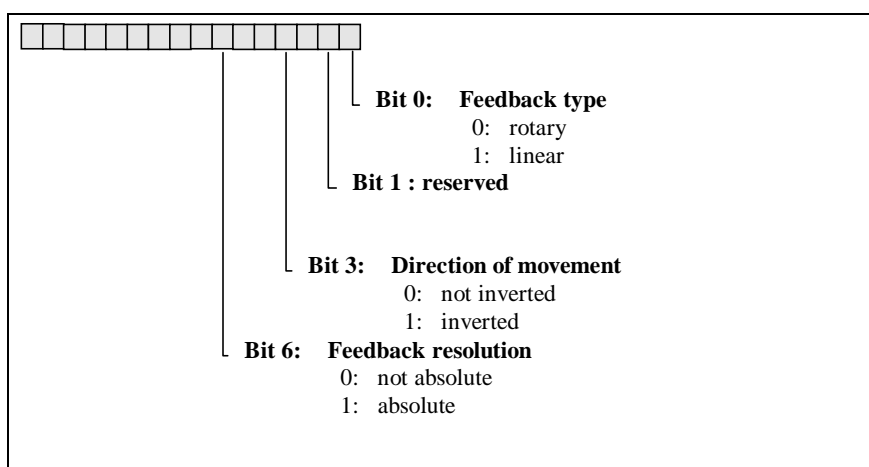 Bit 0: Feedback type
0: rotary
1: linear
Bit 1 : reserved
Bit 3: Direction of movement
0: not inverted
1: inverted
Bit 6: Feedback resolution
0: not absolute
1: absolute